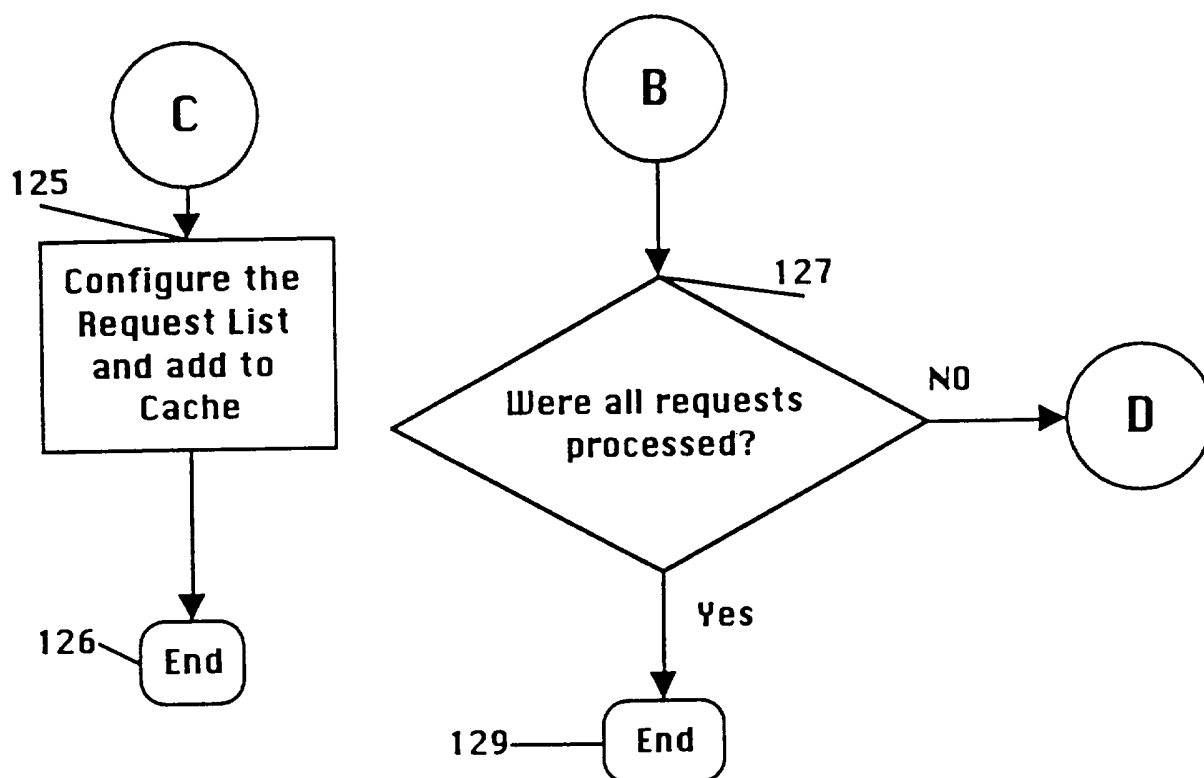 C
125
Configure the
Request List
and add to
Cache
126
End
B
127
Were all requests
processed?
NO
D
Yes
129
End